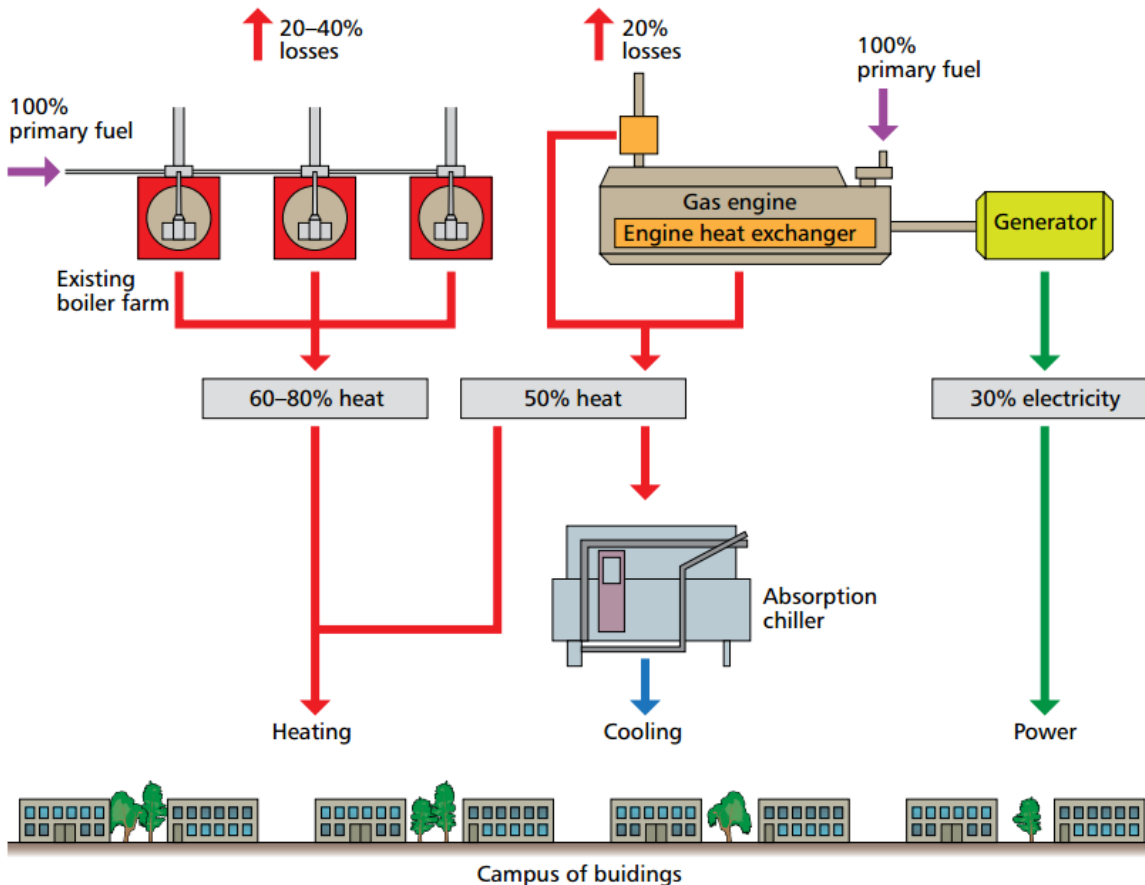 20–40%
losses
20%
losses
100%
primary fuel
100%
primary fuel
Gas engine
Engine heat exchanger
Generator
Existing
boiler farm
60–80% heat
50% heat
30% electricity
Absorption
chiller
Heating
Cooling
Power
Campus of buidings